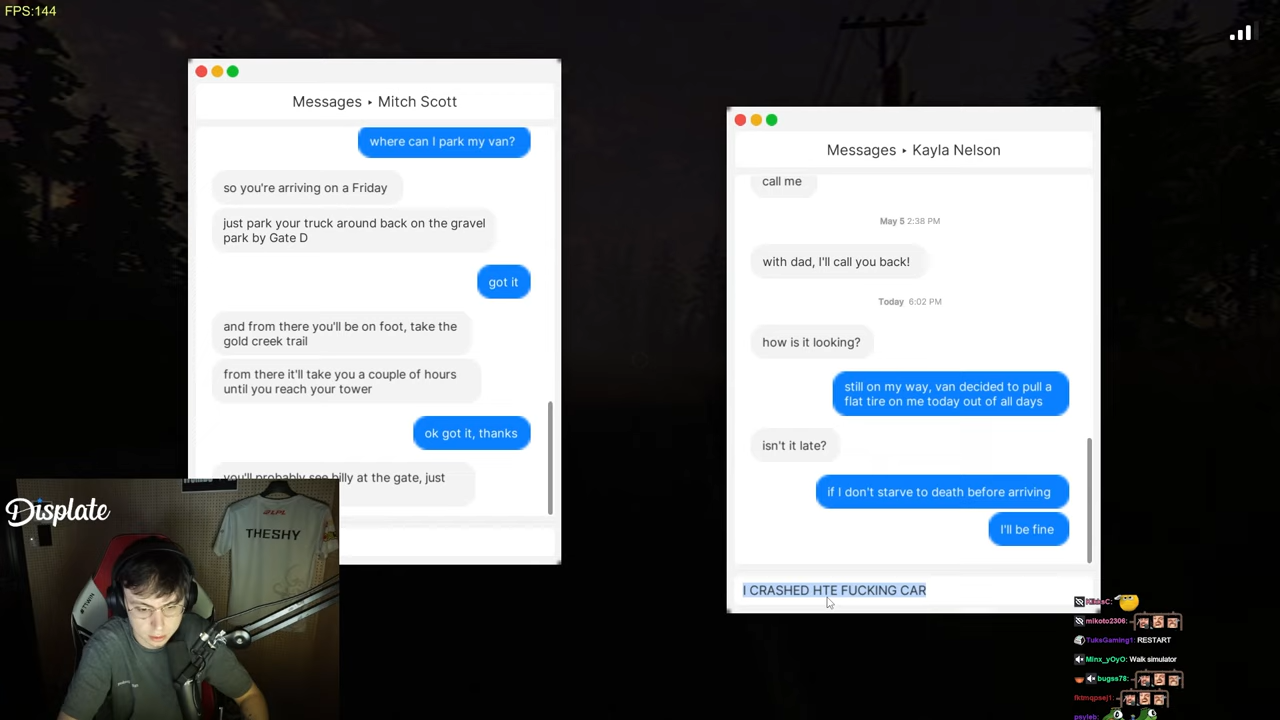 FPS:144
Messages ▸ Mitch Scott
where can I park my van?
so you're arriving on a Friday
just park your truck around back on the gravel
park by Gate D
got it
and from there you'll be on foot, take the
gold creek trail
from there it'll take you a couple of hours
until you reach your tower
ok got it, thanks
you'll probably see billy at the gate, just
Messages ▸ Kayla Nelson
call me
May 5 2:38 PM
with dad, I'll call you back!
Today 6:02 PM
how is it looking?
still on my way, van decided to pull a
flat tire on me today out of all days
isn't it late?
if I don't starve to death before arriving
I'll be fine
I CRASHED HTE FUCKING CAR
Displate
THESHY
mikoto2306:
TuksGaming1: RESTART
Minx_yOyO: Walk simulator
bugss78:
fktmqpsej1: